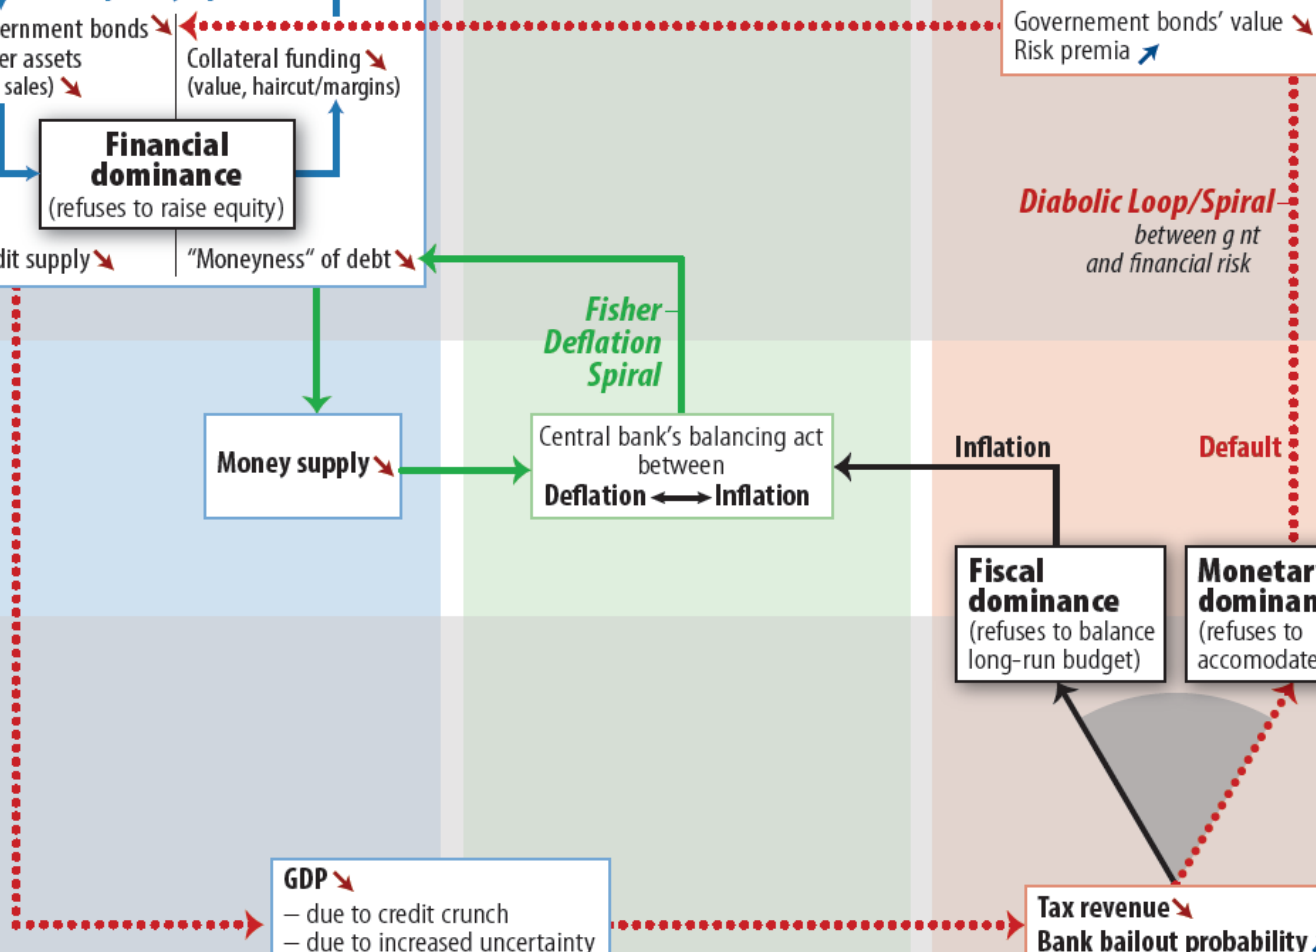 ernment bonds
er assets
sales)
Collateral funding
(value, haircut/margins)
Financial
dominance
(refuses to raise equity)
dit supply
“Moneyness“ of debt
Governement bonds’ value
Risk premia
Diabolic Loop/Spiral
between g nt
and financial risk
Fisher
Deflation
Spiral
Money supply
Central bank’s balancing act
between
Deflation Inflation
Inflation
Default
Fiscal
dominance
(refuses to balance
long-run budget)
Monetar
dominan
(refuses to
accomodate
GDP
– due to credit crunch
– due to increased uncertainty
Tax revenue
Bank bailout probability